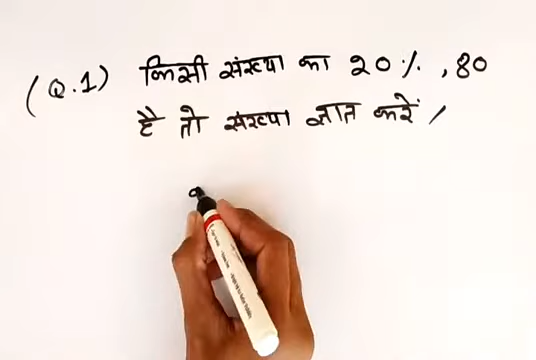 (Q.1) किसी संख्या का 20%, 80
है तो संख्या ज्ञात करें /